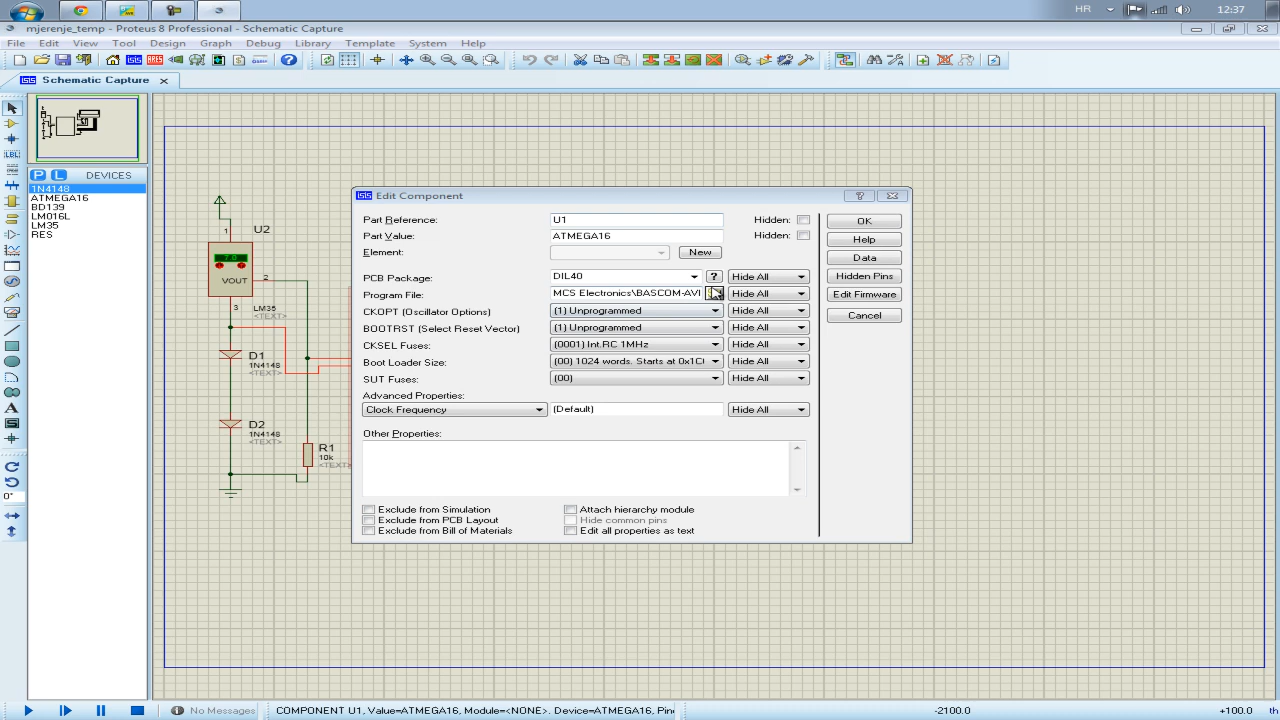 HR
12:37
mjerenje_temp - Proteus 8 Professional - Schematic Capture
File Edit View Tool Design Graph Debug Library Template System Help
Schematic Capture
P L DEVICES
1N4148
ATMEGA16
BD139
LM016L
LM35
RES
LBL
A
0°
1
U2
VOUT
2
3
LM35
<TEXT>
D1
1N4148
<TEXT>
D2
1N4148
<TEXT>
R1
10k
<TEXT>
Edit Component
Part Reference: U1 Hidden:
Part Value: ATMEGA16 Hidden:
Element: New
PCB Package: DIL40 ? Hide All
Program File: MCS Electronics\BASCOM-AVI Hide All
CKOPT (Oscillator Options) (1) Unprogrammed Hide All
BOOTRST (Select Reset Vector) (1) Unprogrammed Hide All
CKSEL Fuses: (0001) Int.RC 1MHz Hide All
Boot Loader Size: (00) 1024 words. Starts at 0x1C( Hide All
SUT Fuses: (00) Hide All
Advanced Properties:
Clock Frequency (Default) Hide All
Other Properties:
Exclude from Simulation
Exclude from PCB Layout
Exclude from Bill of Materials
Attach hierarchy module
Hide common pins
Edit all properties as text
OK
Help
Data
Hidden Pins
Edit Firmware
Cancel
No Messages COMPONENT U1, Value=ATMEGA16, Module=<NONE>. Device=ATMEGA16, Pin -2100.0 +100.0 th